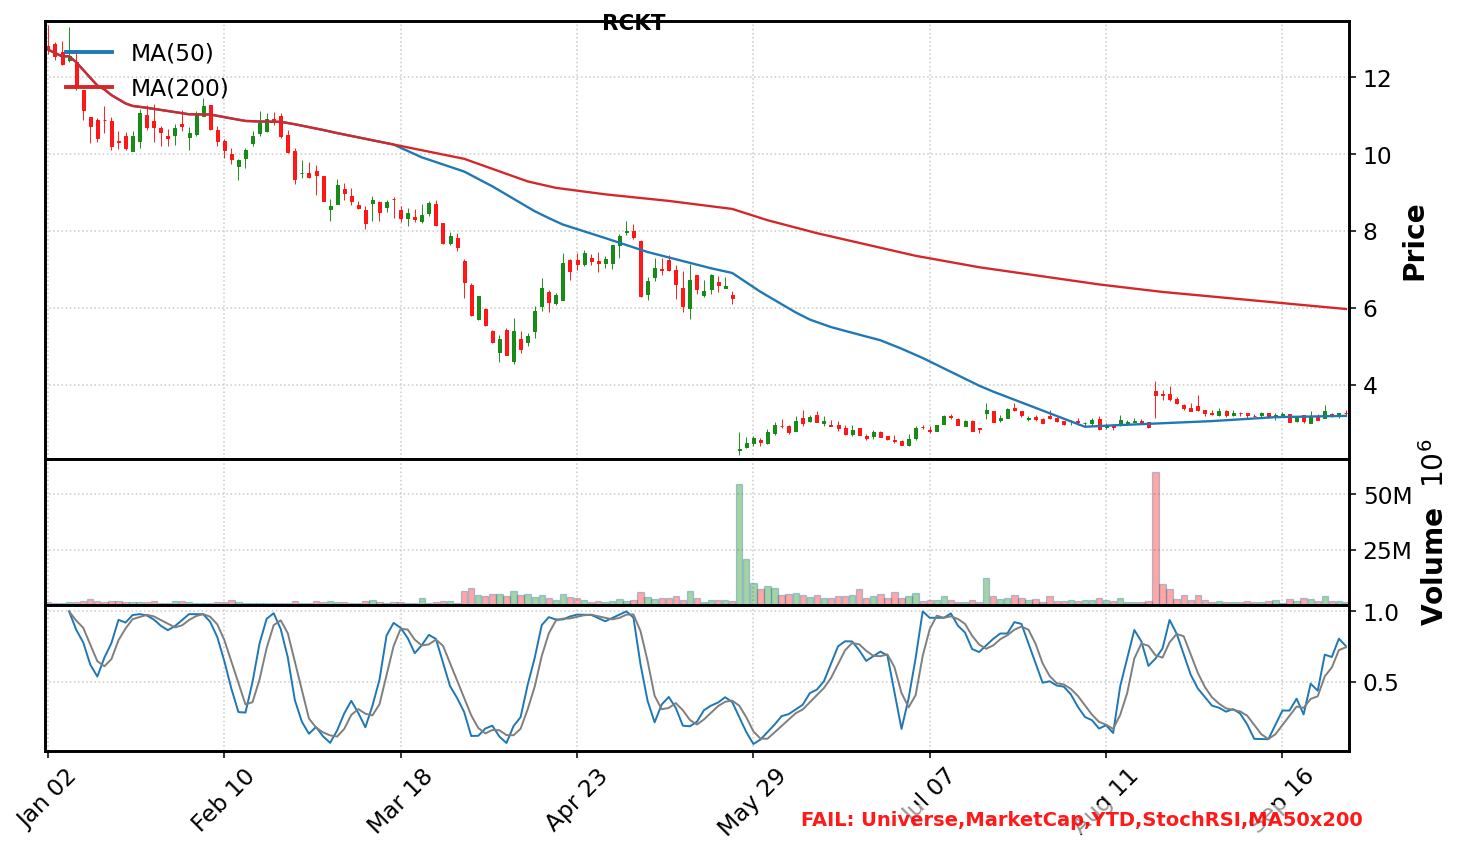 RCKT
MA(50)
MA(200)
12
10
8
6
4
Price
10^6
50M
25M
Volume
1.0
0.5
Jan 02
Feb 10
Mar 18
Apr 23
May 29
Jul 07
Aug 11
Sep 16
FAIL: Universe,MarketCap,YTD,StochRSI,MA50x200